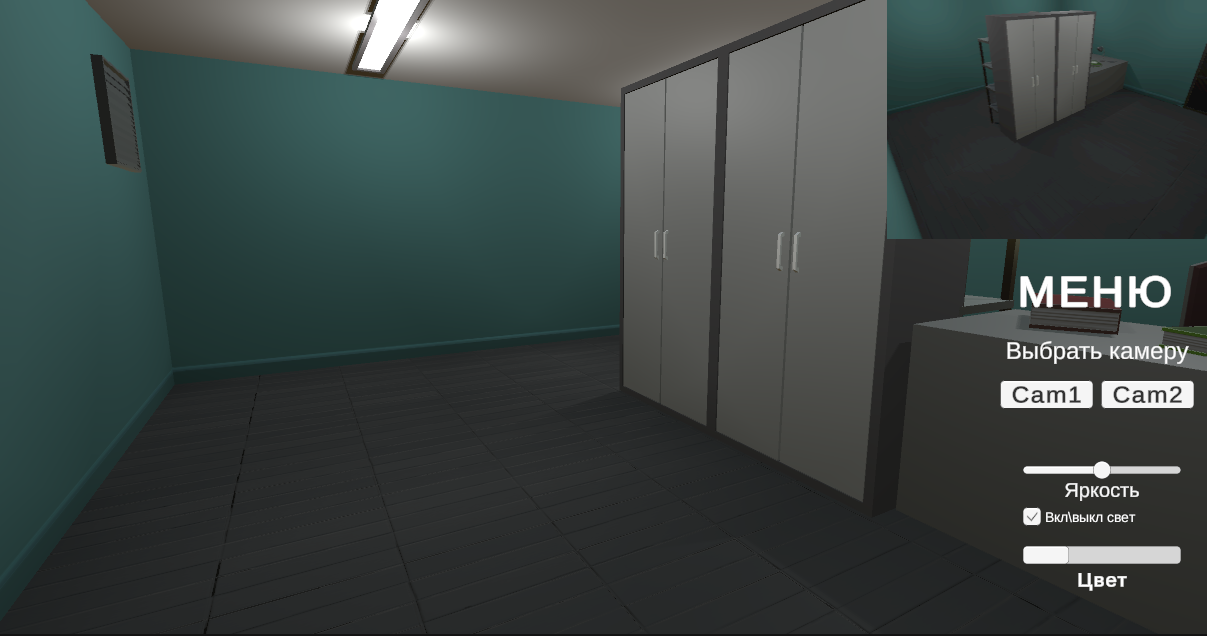 МЕНЮ
Выбрать камеру
Cam1 Cam2
Яркость
Вкл\выкл свет
Цвет